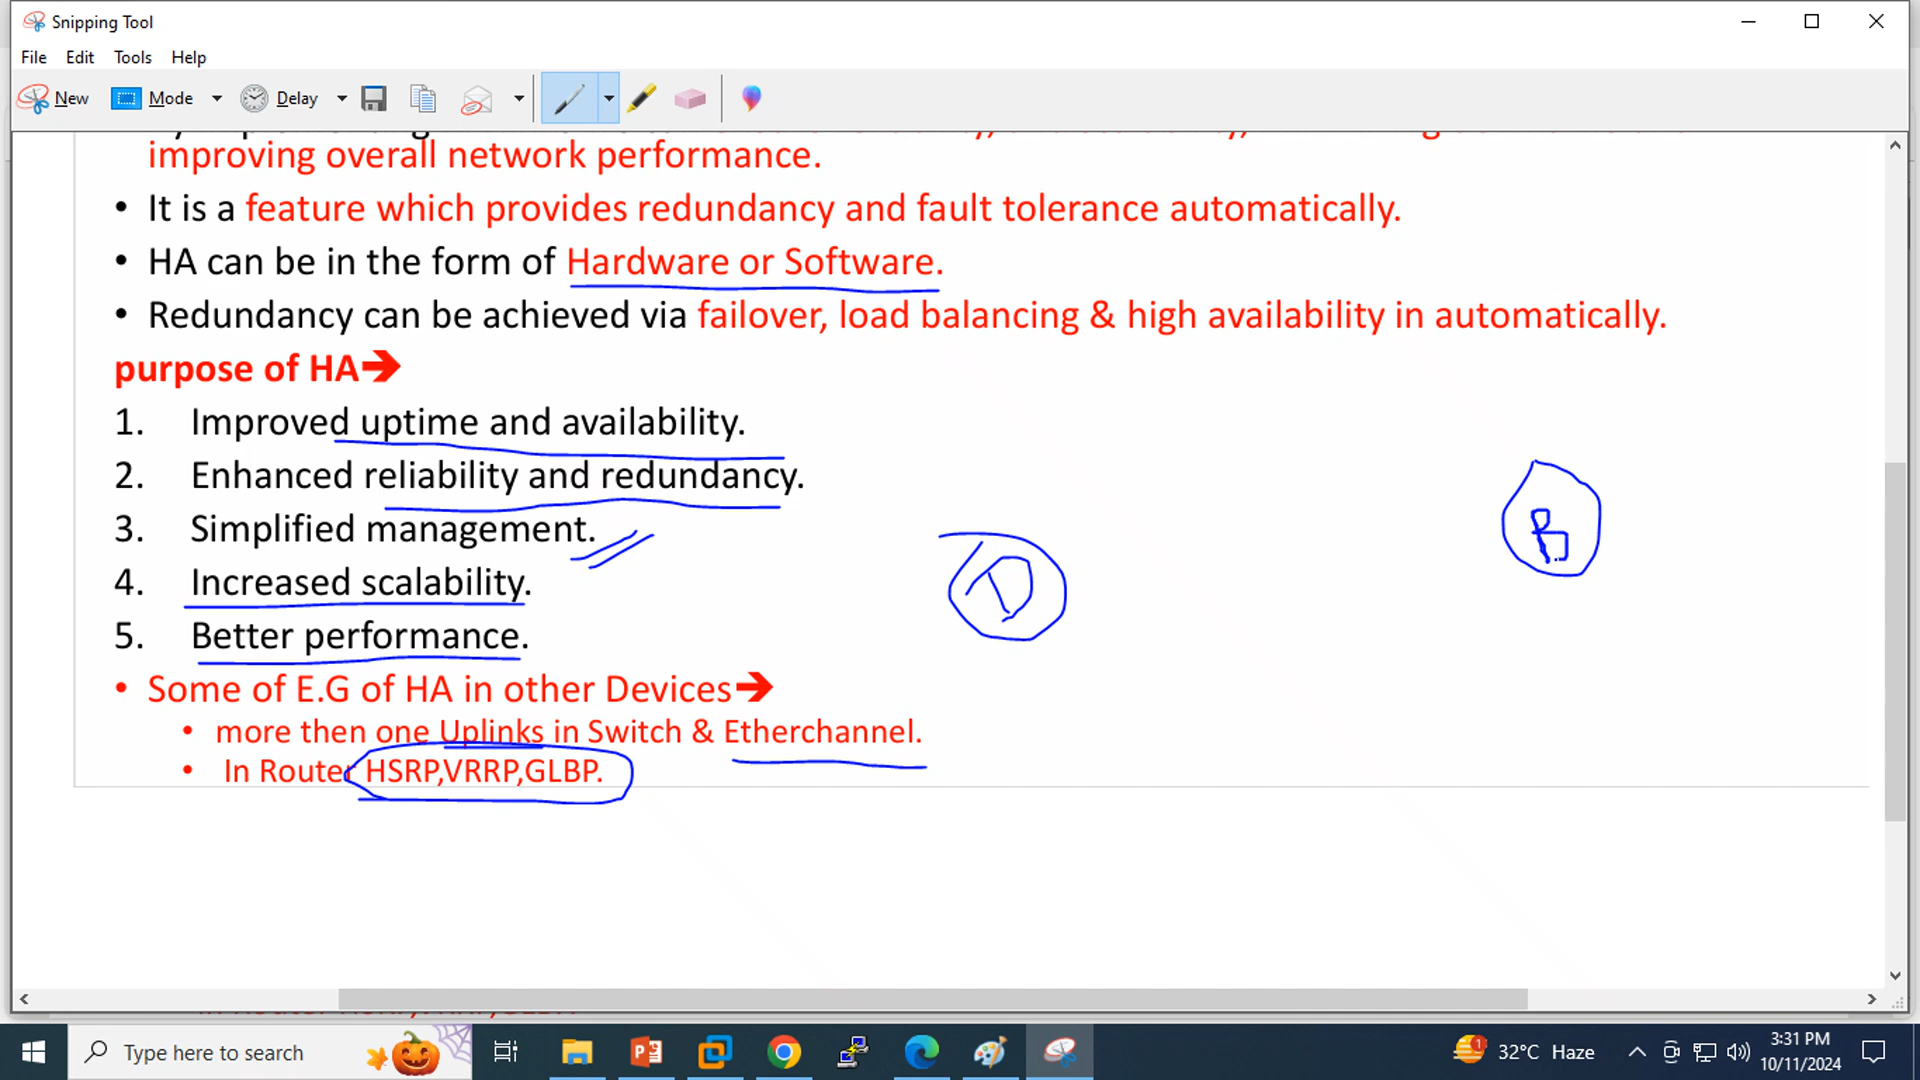 Snipping Tool
File Edit Tools Help
New Mode Delay
improving overall network performance.
• It is a feature which provides redundancy and fault tolerance automatically.
• HA can be in the form of Hardware or Software.
• Redundancy can be achieved via failover, load balancing & high availability in automatically.
purpose of HA➔
1. Improved uptime and availability.
2. Enhanced reliability and redundancy.
3. Simplified management.
4. Increased scalability.
5. Better performance.
• Some of E.G of HA in other Devices➔
• more then one Uplinks in Switch & Etherchannel.
• In Router HSRP,VRRP,GLBP.
D
Type here to search
1
32°C Haze
3:31 PM
10/11/2024